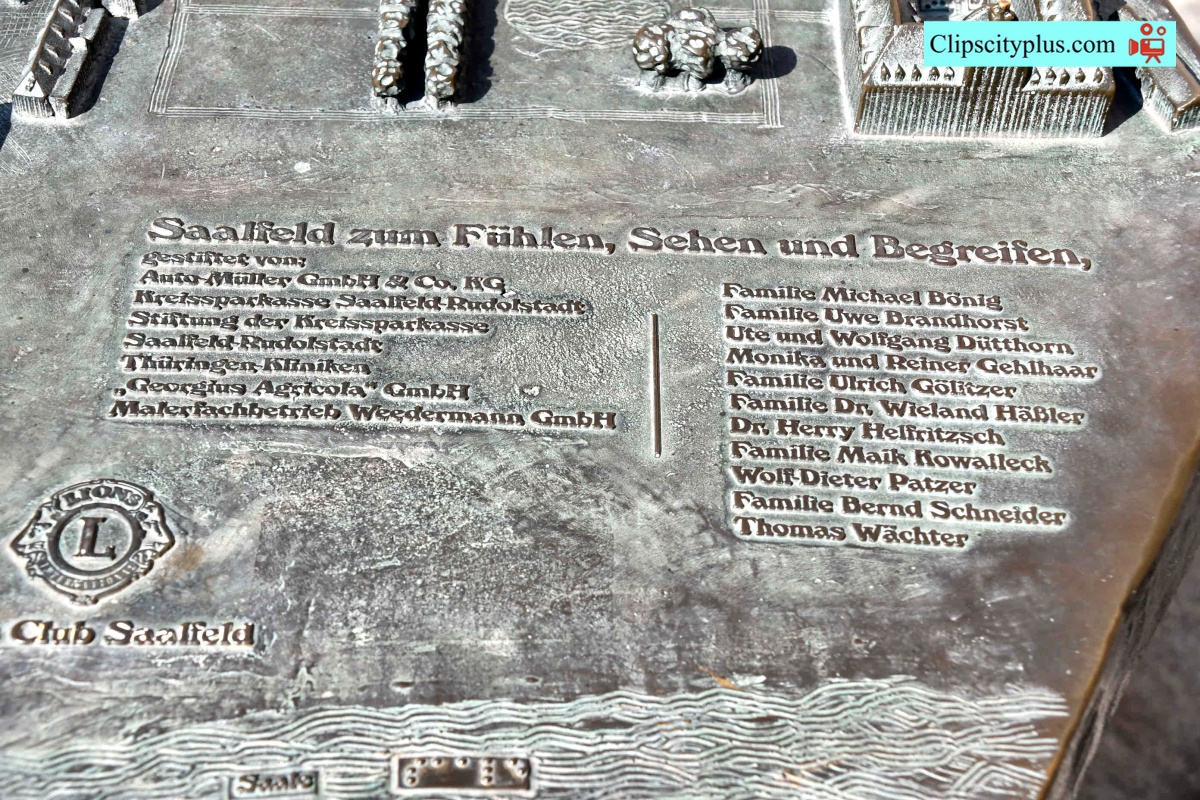 Clipscityplus.com
Saalfeld zum Fühlen, Sehen und Begreifen,
gestiftet von:
Auto-Müller GmbH & Co. KG
Kreissparkasse Saalfeld-Rudolstadt
Stiftung der Kreissparkasse
Saalfeld-Rudolstadt
Thüringen-Kliniken
„Georgius Agricola“ GmbH
Malerfachbetrieb Weedermann GmbH
Familie Michael Bönig
Familie Uwe Brandhorst
Ute und Wolfgang Dütthorn
Monika und Reiner Gehlhaar
Familie Ulrich Gölitzer
Familie Dr. Wieland Häßler
Dr. Herry Helfritzsch
Familie Maik Kowalleck
Wolf-Dieter Patzer
Familie Bernd Schneider
Thomas Wächter
LIONS
L
INTERNATIONAL
Club Saalfeld
Saale